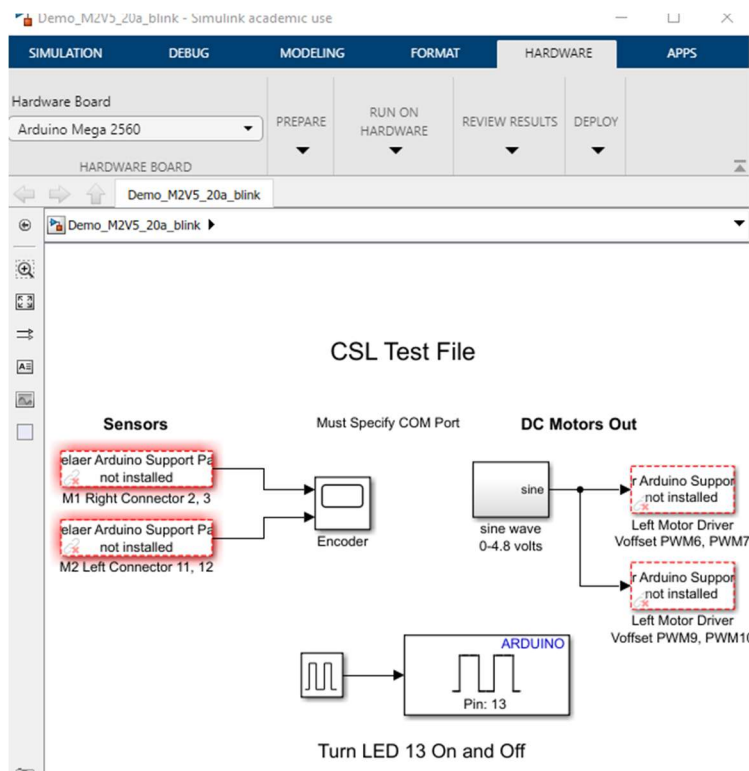 Demo_M2V5_20a_blink - Simulink academic use
SIMULATION DEBUG MODELING FORMAT HARDWARE APPS
Hardware Board
Arduino Mega 2560
PREPARE
RUN ON
HARDWARE
REVIEW RESULTS
DEPLOY
HARDWARE BOARD
Demo_M2V5_20a_blink
Demo_M2V5_20a_blink
CSL Test File
Sensors
Must Specify COM Port
DC Motors Out
elaer Arduino Support Pa
not installed
M1 Right Connector 2, 3
elaer Arduino Support Pa
not installed
M2 Left Connector 11, 12
Encoder
sine
sine wave
0-4.8 volts
r Arduino Suppor
not installed
Left Motor Driver
Voffset PWM6, PWM7
r Arduino Suppor
not installed
Left Motor Driver
Voffset PWM9, PWM10
ARDUINO
Pin: 13
Turn LED 13 On and Off